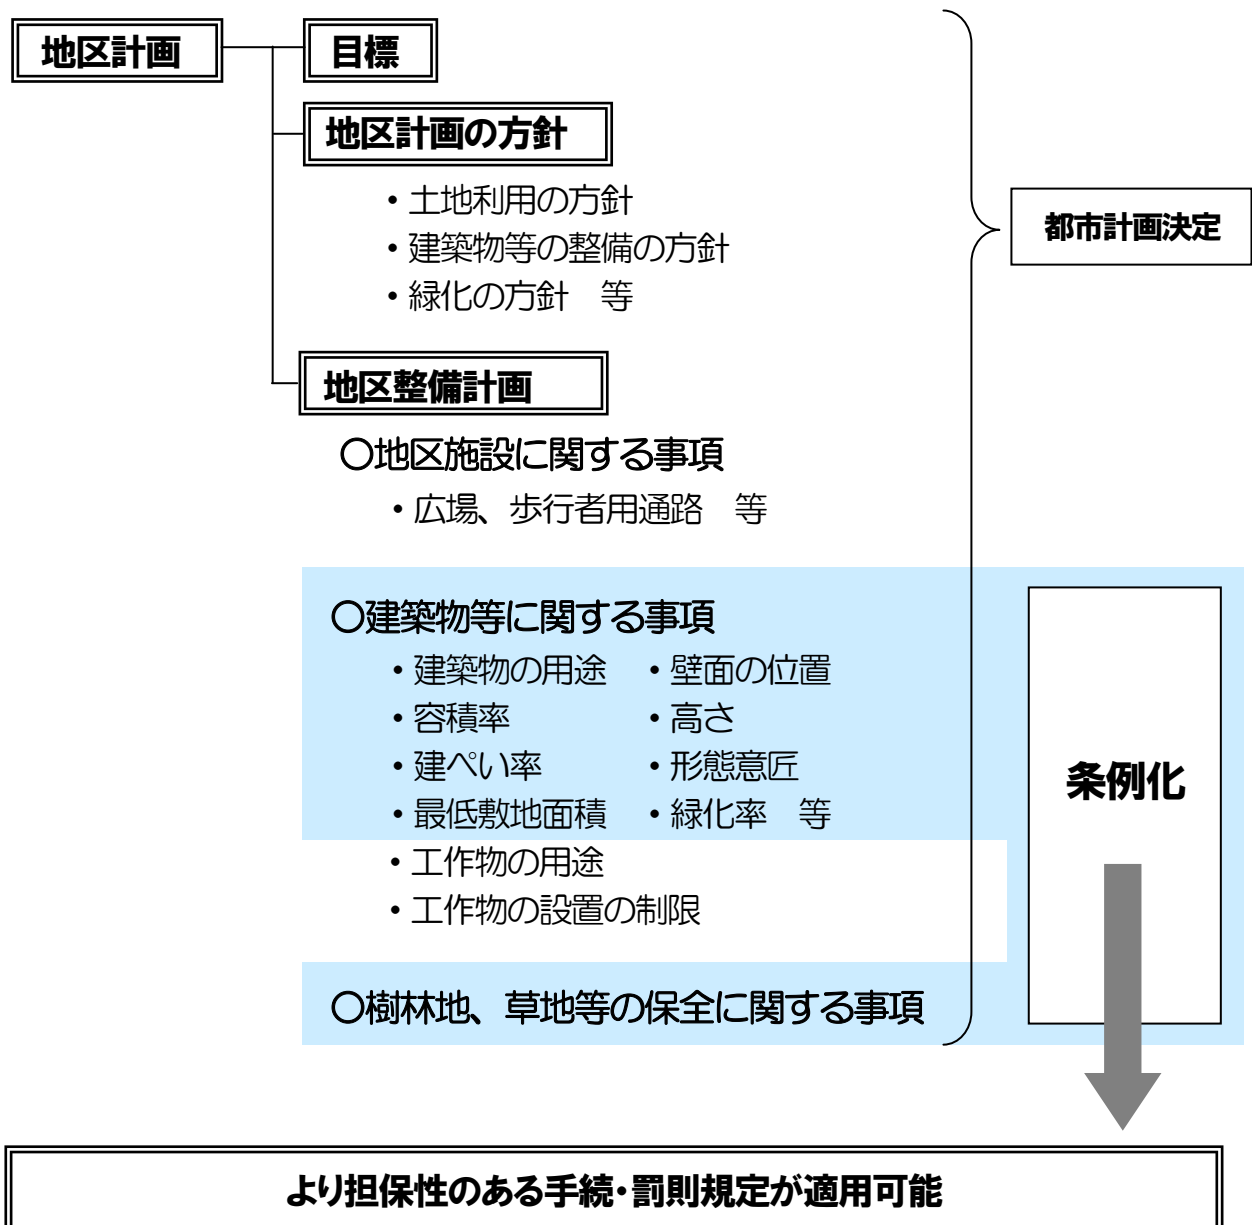 地区計画
目標
地区計画の方針
・土地利用の方針
・建築物等の整備の方針
・緑化の方針　等
都市計画決定
地区整備計画
〇地区施設に関する事項
・広場、歩行者用通路　等
〇建築物等に関する事項
・建築物の用途　・壁面の位置
・容積率　・高さ
・建ぺい率　・形態意匠
・最低敷地面積　・緑化率　等
・工作物の用途
・工作物の設置の制限
〇樹林地、草地等の保全に関する事項
条例化
より担保性のある手続・罰則規定が適用可能